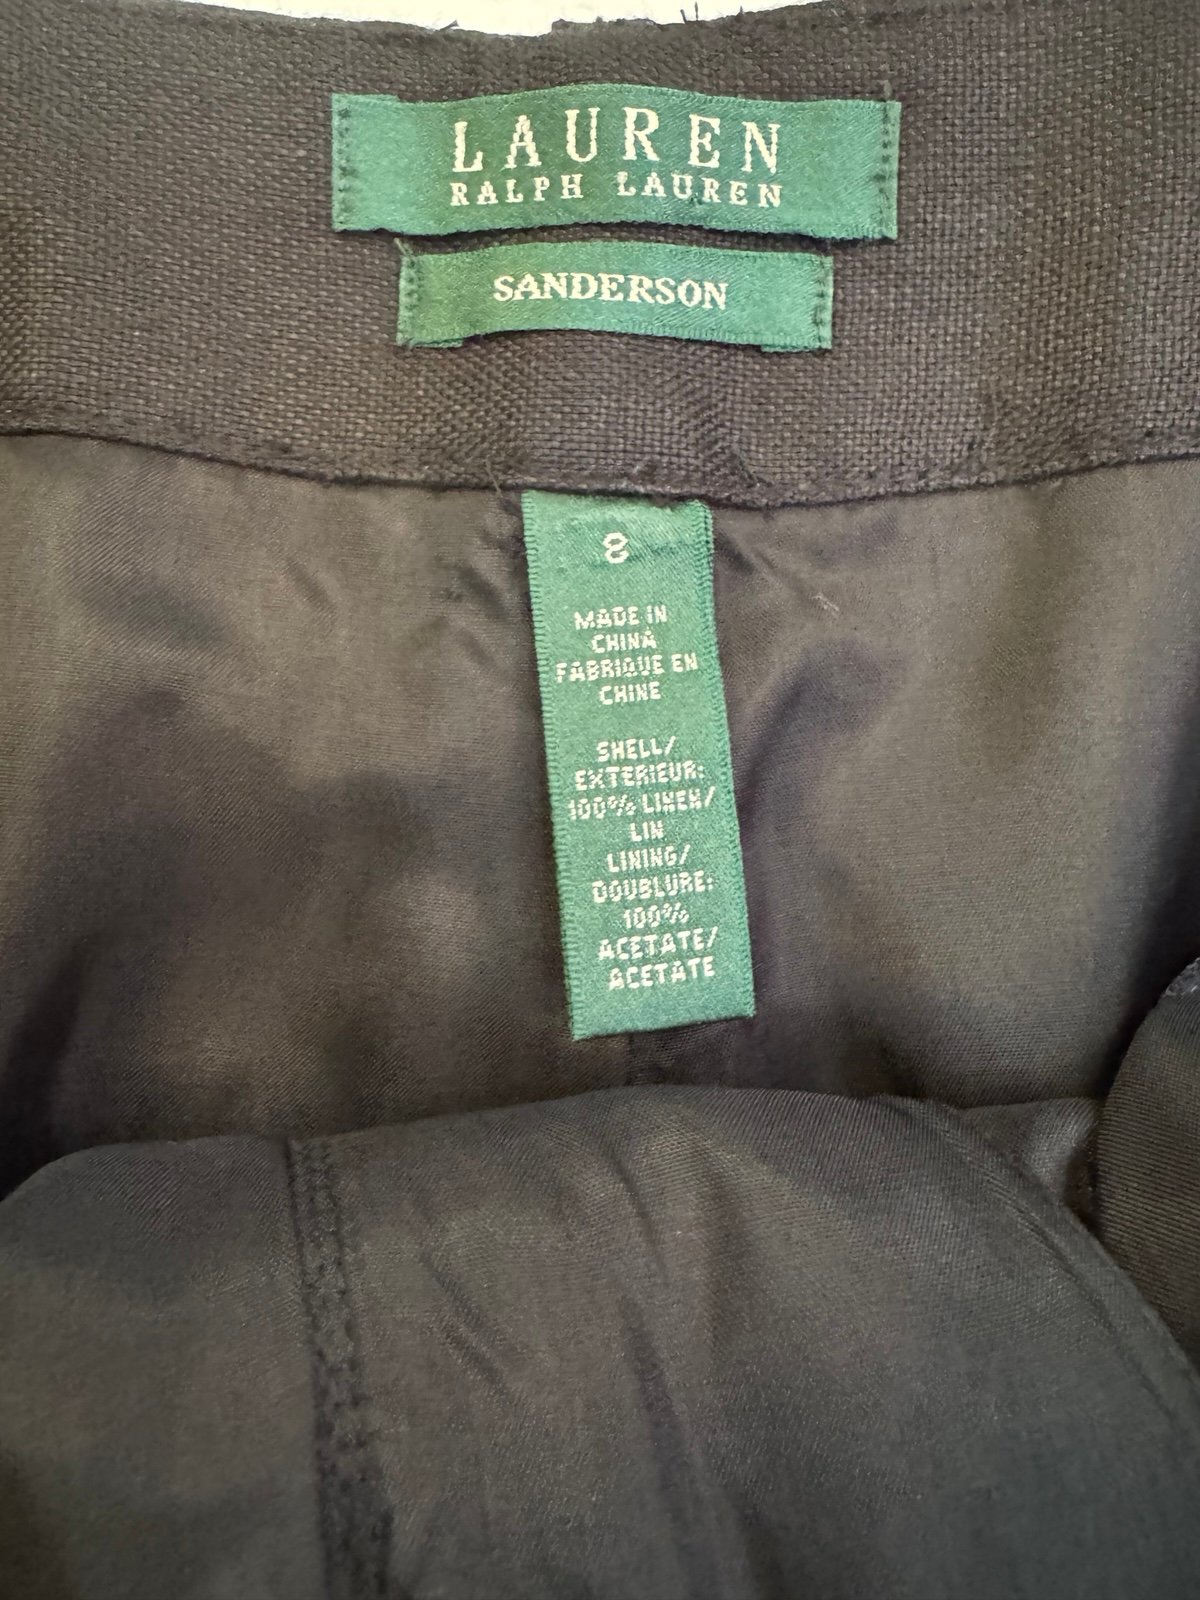 LAUREN
RALPH LAUREN
SANDERSON
8
MADE IN
CHINA
FABRIQUE EN
CHINE
SHELL/
EXTERIEUR:
100% LINEN/
LIN
LINING/
DOUBLURE:
100%
ACETATE/
ACETATE